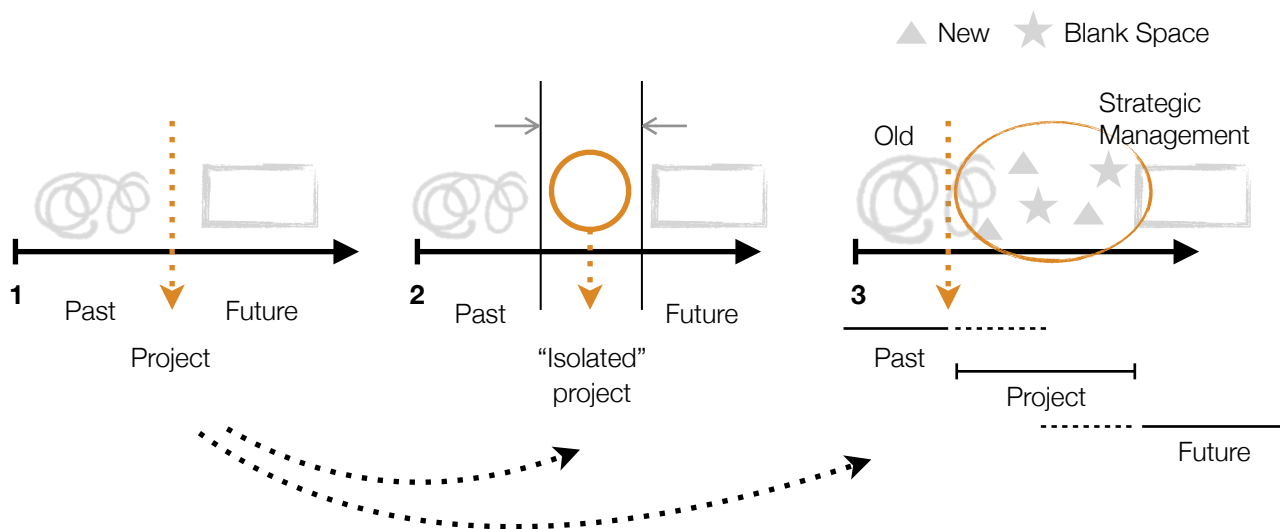 New
Blank Space
Strategic
Management
Old
1
Past
Future
Project
2
Past
Future
“Isolated”
project
3
Past
Project
Future